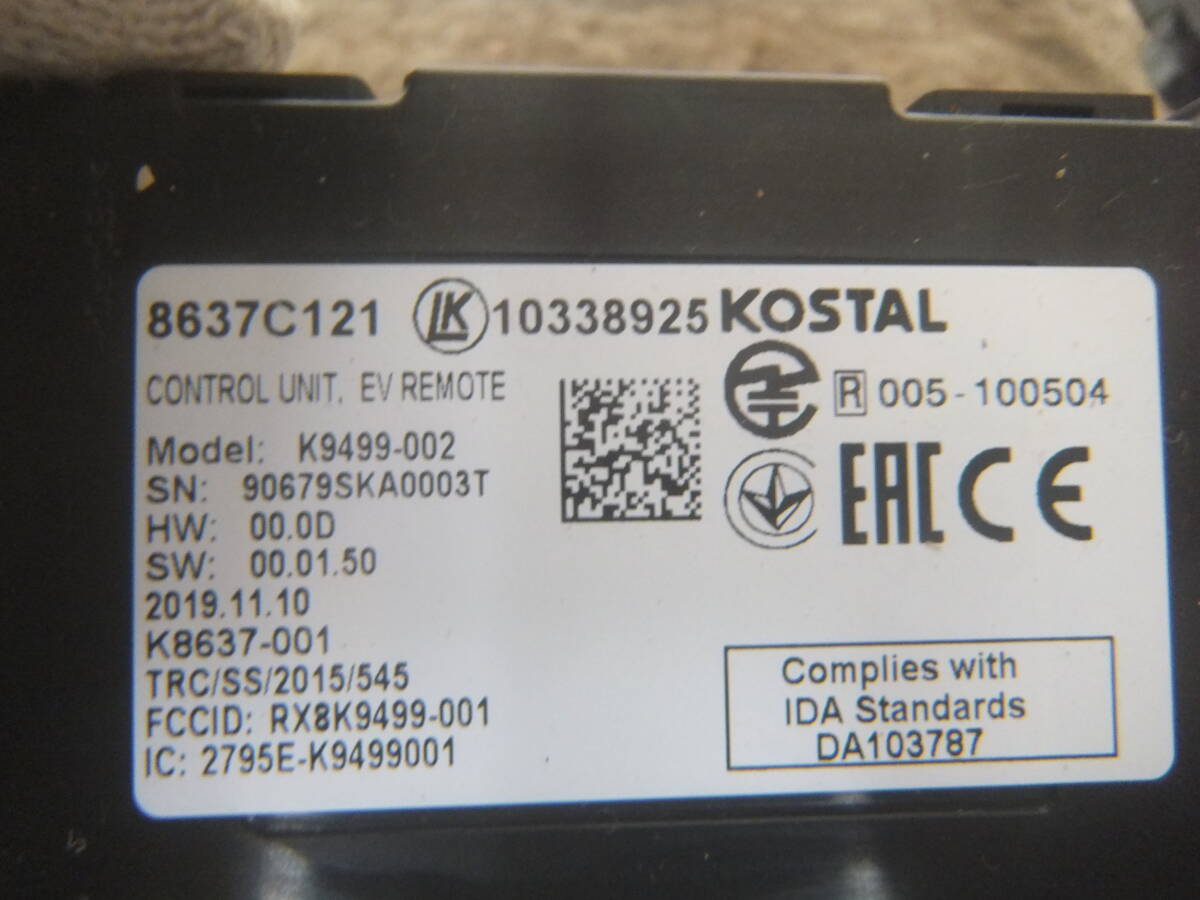 8637C121 LK 10338925 KOSTAL
CONTROL UNIT, EV REMOTE
R 005-100504
Model: K9499-002
SN: 90679SKA0003T
HW: 00.0D
SW: 00.01.50
EAC CE
2019.11.10
K8637-001
TRC/SS/2015/545
FCCID: RX8K9499-001
IC: 2795E-K9499001
Complies with
IDA Standards
DA103787